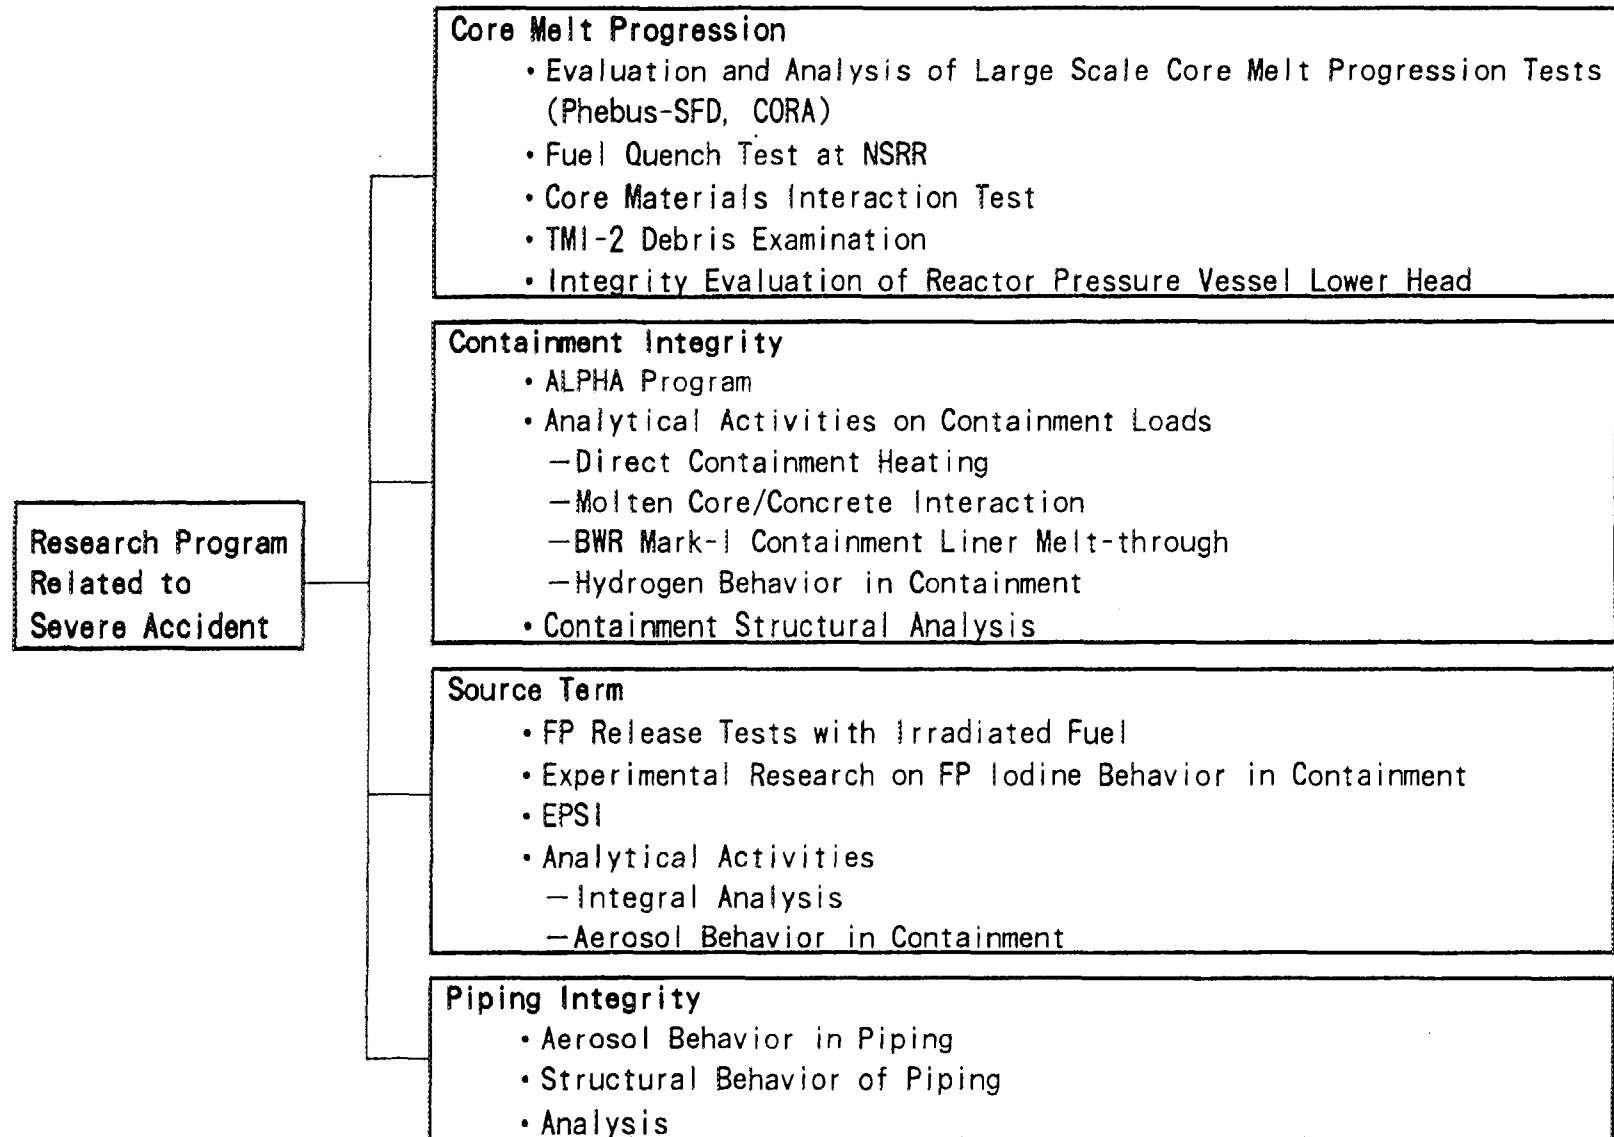 Research Program
Related to
Severe Accident
Core Melt Progression
・Evaluation and Analysis of Large Scale Core Melt Progression Tests
(Phebus-SFD, CORA)
・Fuel Quench Test at NSRR
・Core Materials Interaction Test
・TMI-2 Debris Examination
・Integrity Evaluation of Reactor Pressure Vessel Lower Head
Containment Integrity
・ALPHA Program
・Analytical Activities on Containment Loads
—Direct Containment Heating
—Molten Core/Concrete Interaction
—BWR Mark-I Containment Liner Melt-through
—Hydrogen Behavior in Containment
・Containment Structural Analysis
Source Term
・FP Release Tests with Irradiated Fuel
・Experimental Research on FP Iodine Behavior in Containment
・EPSI
・Analytical Activities
—Integral Analysis
—Aerosol Behavior in Containment
Piping Integrity
・Aerosol Behavior in Piping
・Structural Behavior of Piping
・Analysis